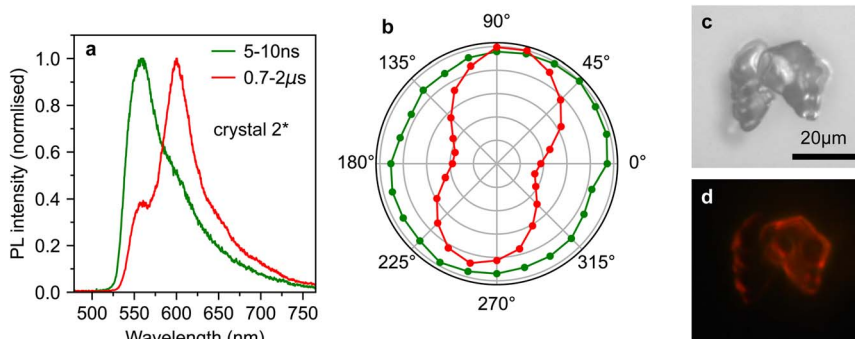 a
5-10ns
0.7-2µs
crystal 2*
PL intensity (normlised)
1.0
0.8
0.6
0.4
0.2
0.0
500 550 600 650 700 750
Wavelength (nm)
b
90°
135° 45°
180° 0°
225° 315°
270°
c
20µm
d